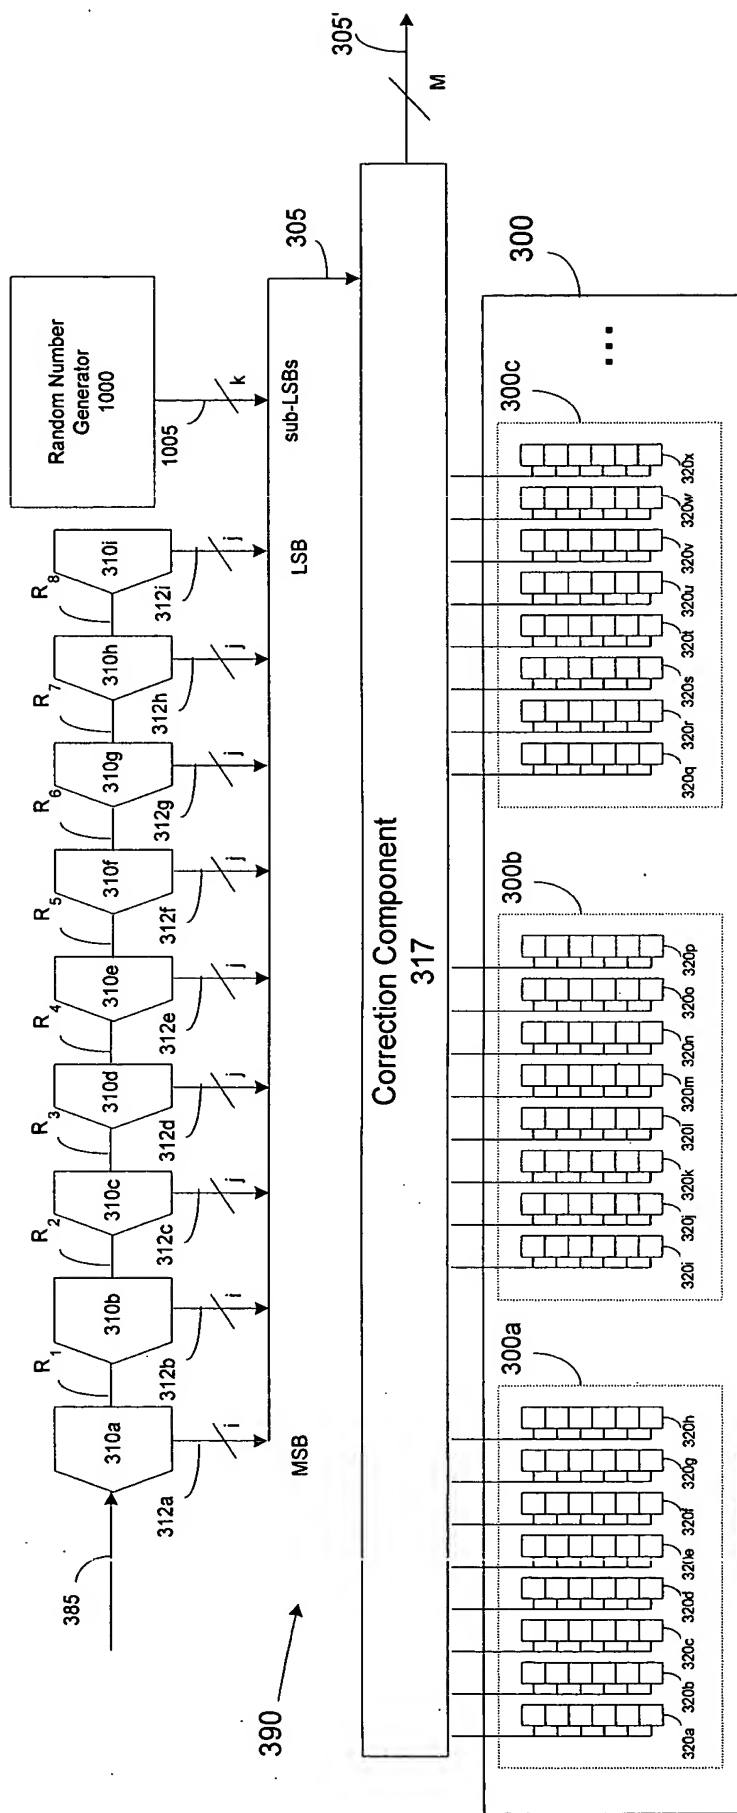 385
310a
R1
310b
R2
310c
R3
310d
R4
310e
R5
310f
R6
310g
R7
310h
R8
310i
Random Number
Generator
1000
312a
i
312b
i
312c
j
312d
j
312e
j
312f
j
312g
j
312h
j
312i
j
1005
k
MSB
LSB
sub-LSBs
305
390
Correction Component
317
305'
M
300
300a
320a
320b
320c
320d
320e
320f
320g
320h
300b
320i
320j
320k
320l
320m
320n
320o
320p
300c
320q
320r
320s
320t
320u
320v
320w
320x
...